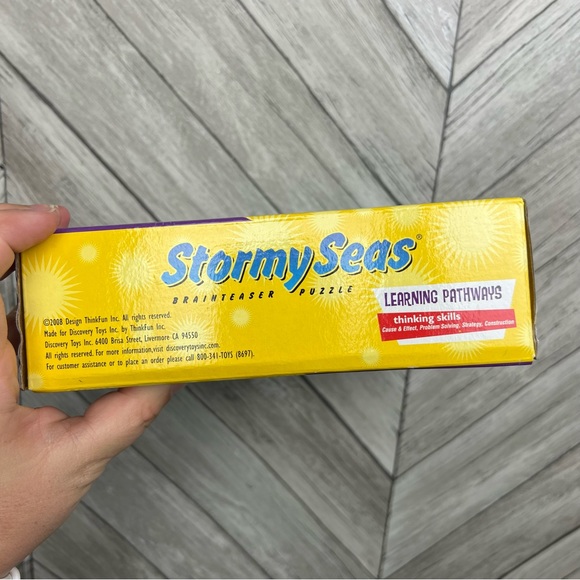 Stormy Seas®
BRAINTEASER PUZZLE
LEARNING PATHWAYS
thinking skills
Cause & Effect, Problem Solving, Strategy, Construction
©2008 Design ThinkFun Inc. All rights reserved.
Made for Discovery Toys Inc. by ThinkFun Inc.
Discovery Toys Inc. 6400 Brisa Street, Livermore CA 94550
All rights reserved. For more information, visit discoverytoysinc.com.
For customer assistance or to place an order please call 800-341-TOYS (8697).